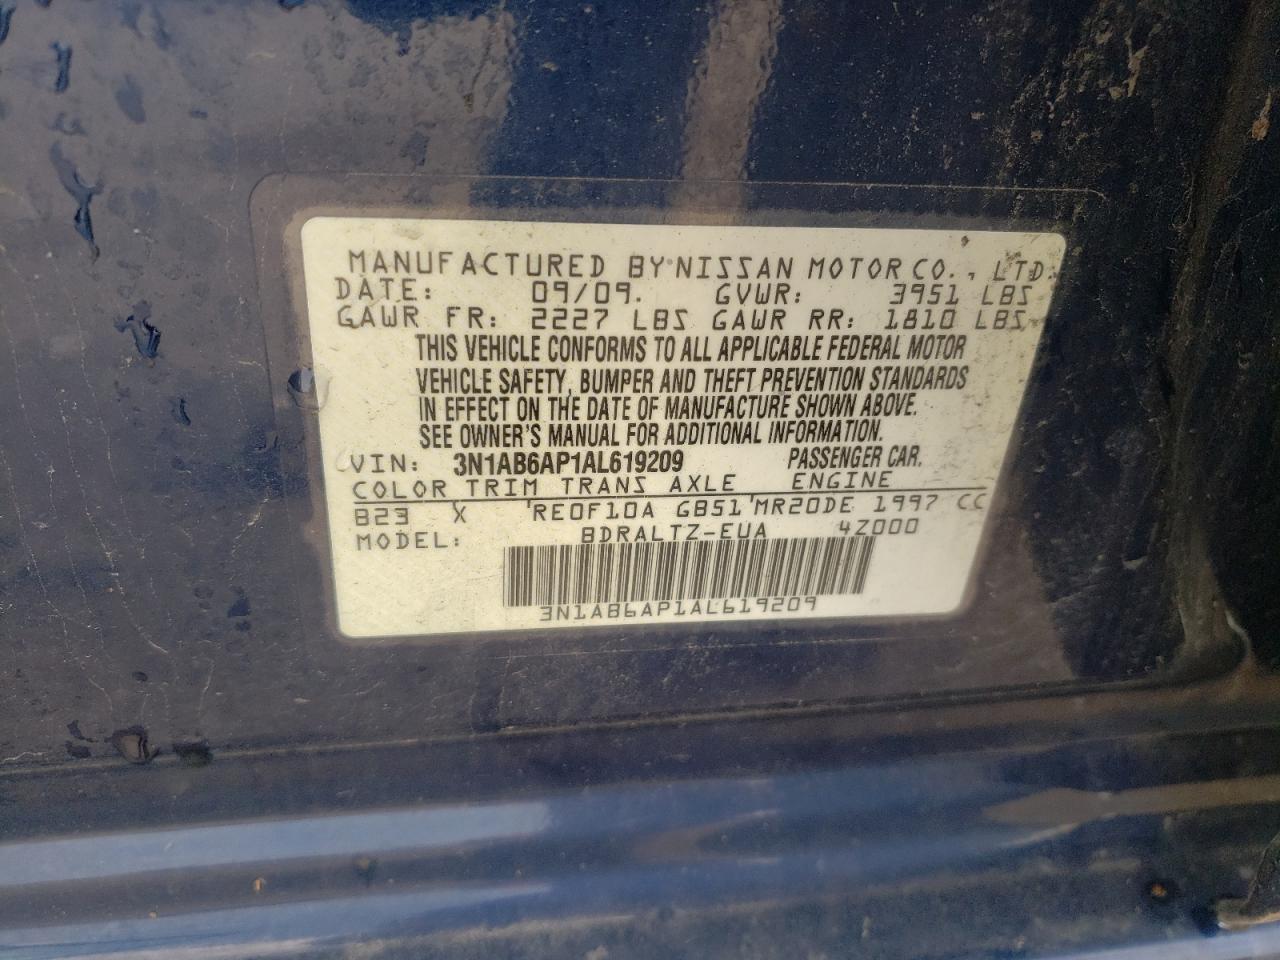 MANUFACTURED BY NISSAN MOTOR CO., LTD.
DATE: 09/09. GVWR: 3951 LBS
GAWR FR: 2227 LBS GAWR RR: 1810 LBS
THIS VEHICLE CONFORMS TO ALL APPLICABLE FEDERAL MOTOR
VEHICLE SAFETY, BUMPER AND THEFT PREVENTION STANDARDS
IN EFFECT ON THE DATE OF MANUFACTURE SHOWN ABOVE.
SEE OWNER'S MANUAL FOR ADDITIONAL INFORMATION.
VIN: 3N1AB6AP1AL619209 PASSENGER CAR.
COLOR TRIM TRANS AXLE ENGINE
B23 X RE0F10A GB51 MR20DE 1997 CC
MODEL: BDRALTZ-EUA 4Z000
3N1AB6AP1AL619209